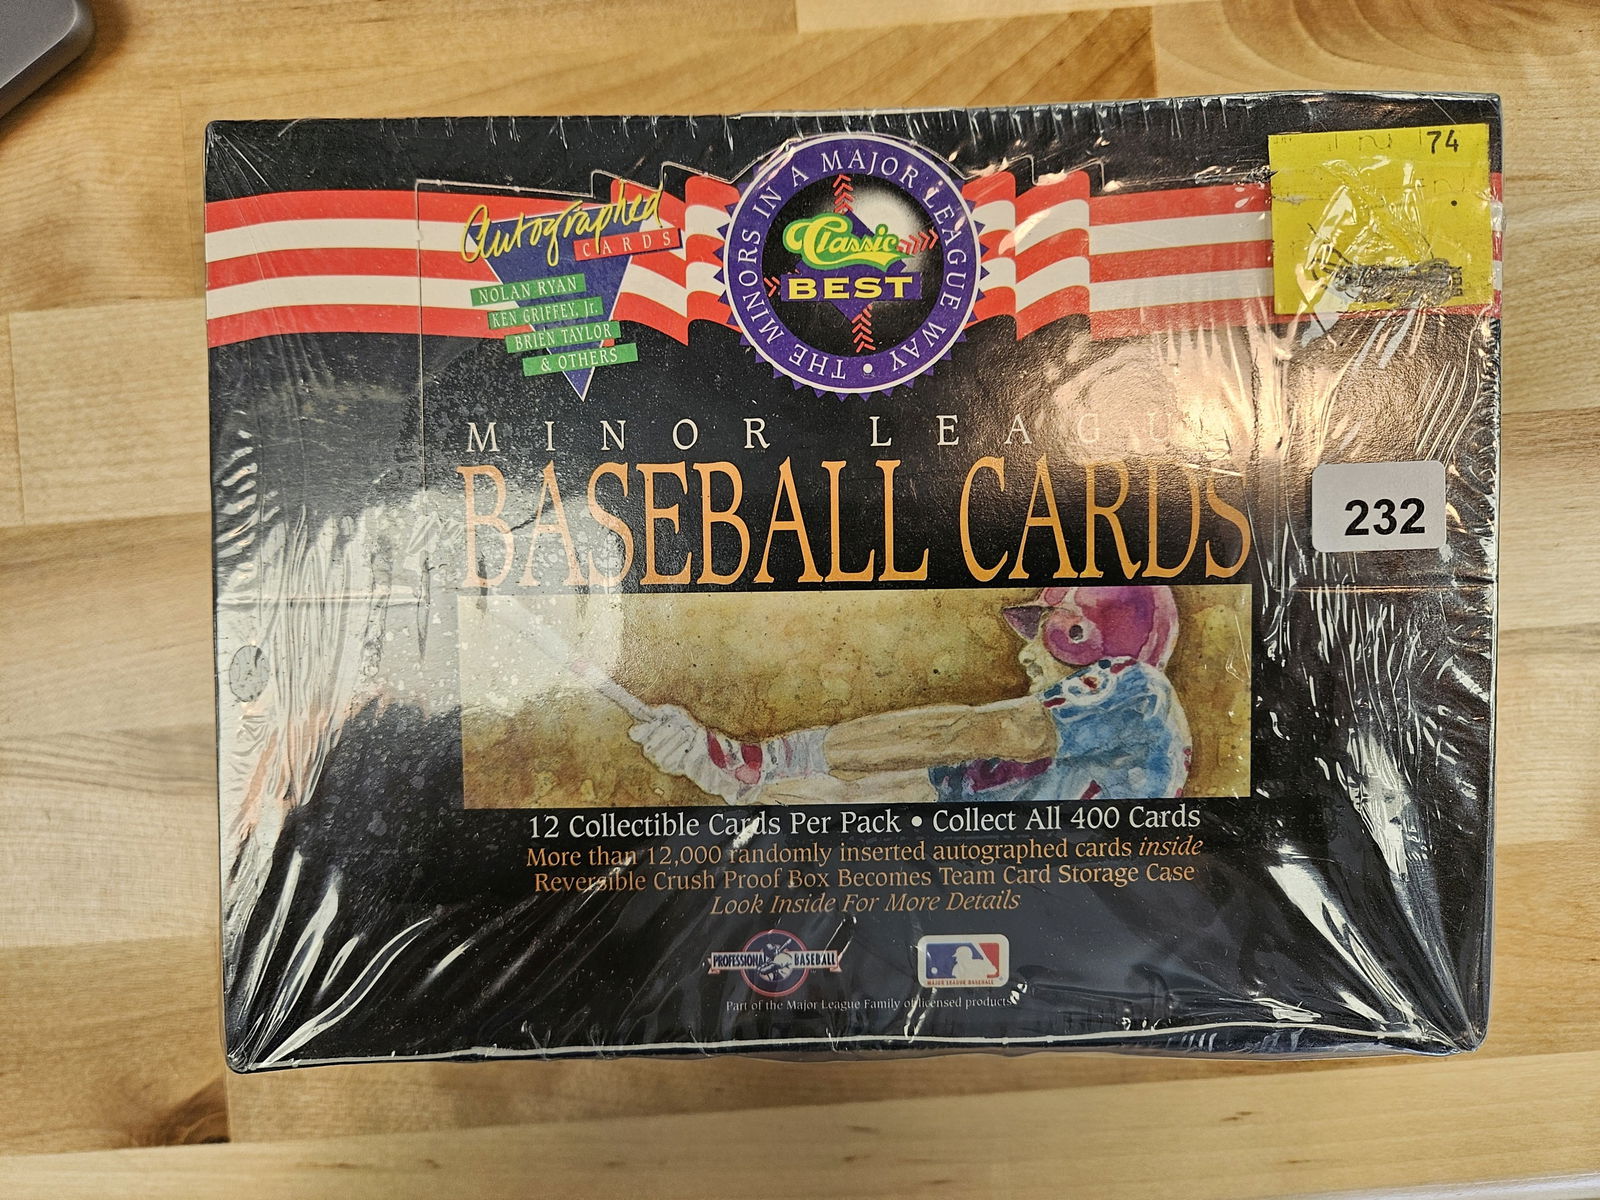 74
Autographed
CARDS
NOLAN RYAN
KEN GRIFFEY, Jr.
BRIEN TAYLOR
& OTHERS
THE MINORS IN A MAJOR LEAGUE WAY •
Classic
BEST
MINOR LEAGU
BASEBALL CARDS
232
12 Collectible Cards Per Pack • Collect All 400 Cards
More than 12,000 randomly inserted autographed cards inside
Reversible Crush Proof Box Becomes Team Card Storage Case
Look Inside For More Details
PROFESSIONAL BASEBALL
MAJOR LEAGUE BASEBALL
Part of the Major League Family of licensed products